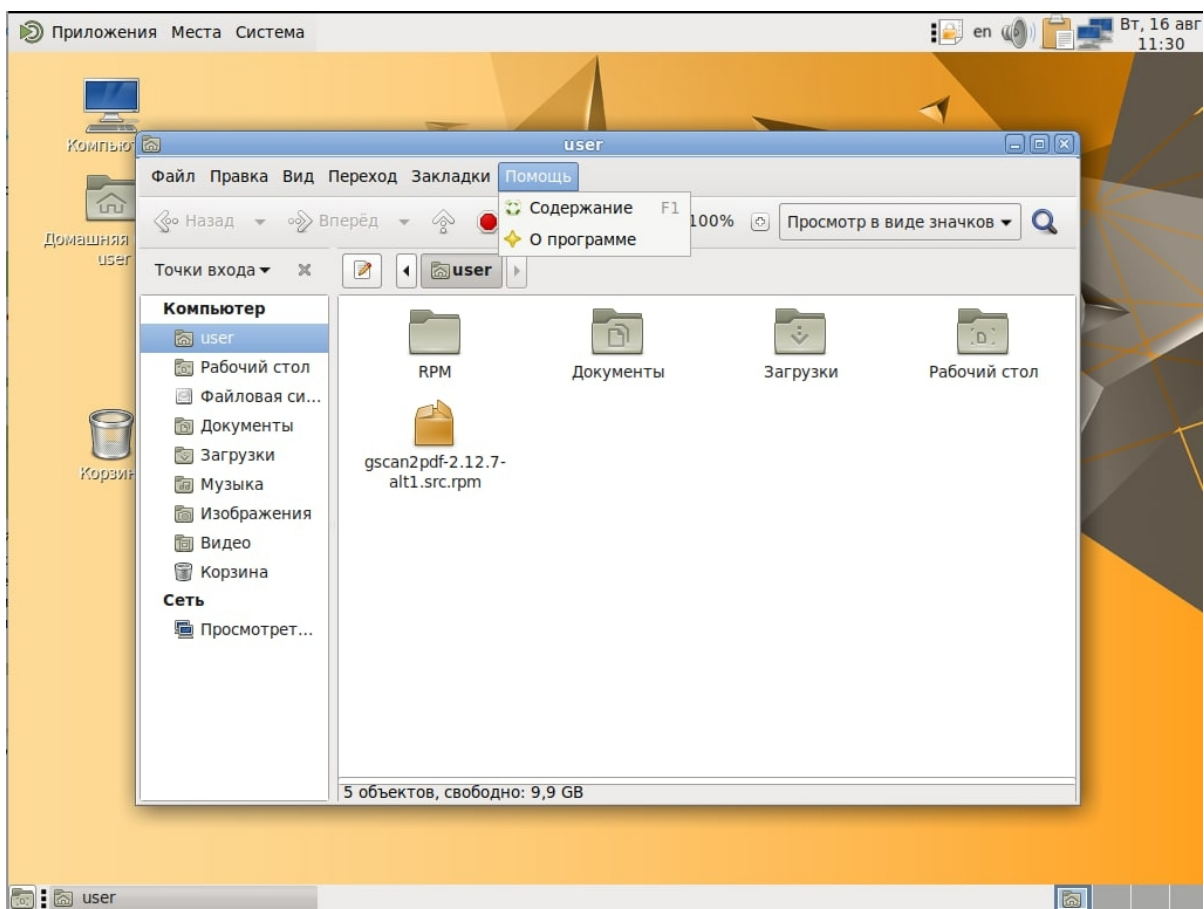 Приложения Места Система
en
Вт, 16 авг
11:30
Домашняя
user
user
Файл Правка Вид Переход Закладки Помощь
Содержание F1
О программе
Назад
100%
Просмотр в виде значков
Точки входа
user
Компьютер
user
Рабочий стол
Файловая си...
Документы
Загрузки
Музыка
Изображения
Видео
Корзина
Сеть
Просмотрет...
RPM
Документы
Загрузки
Рабочий стол
gscan2pdf-2.12.7-
alt1.src.rpm
5 объектов, свободно: 9,9 GB
user